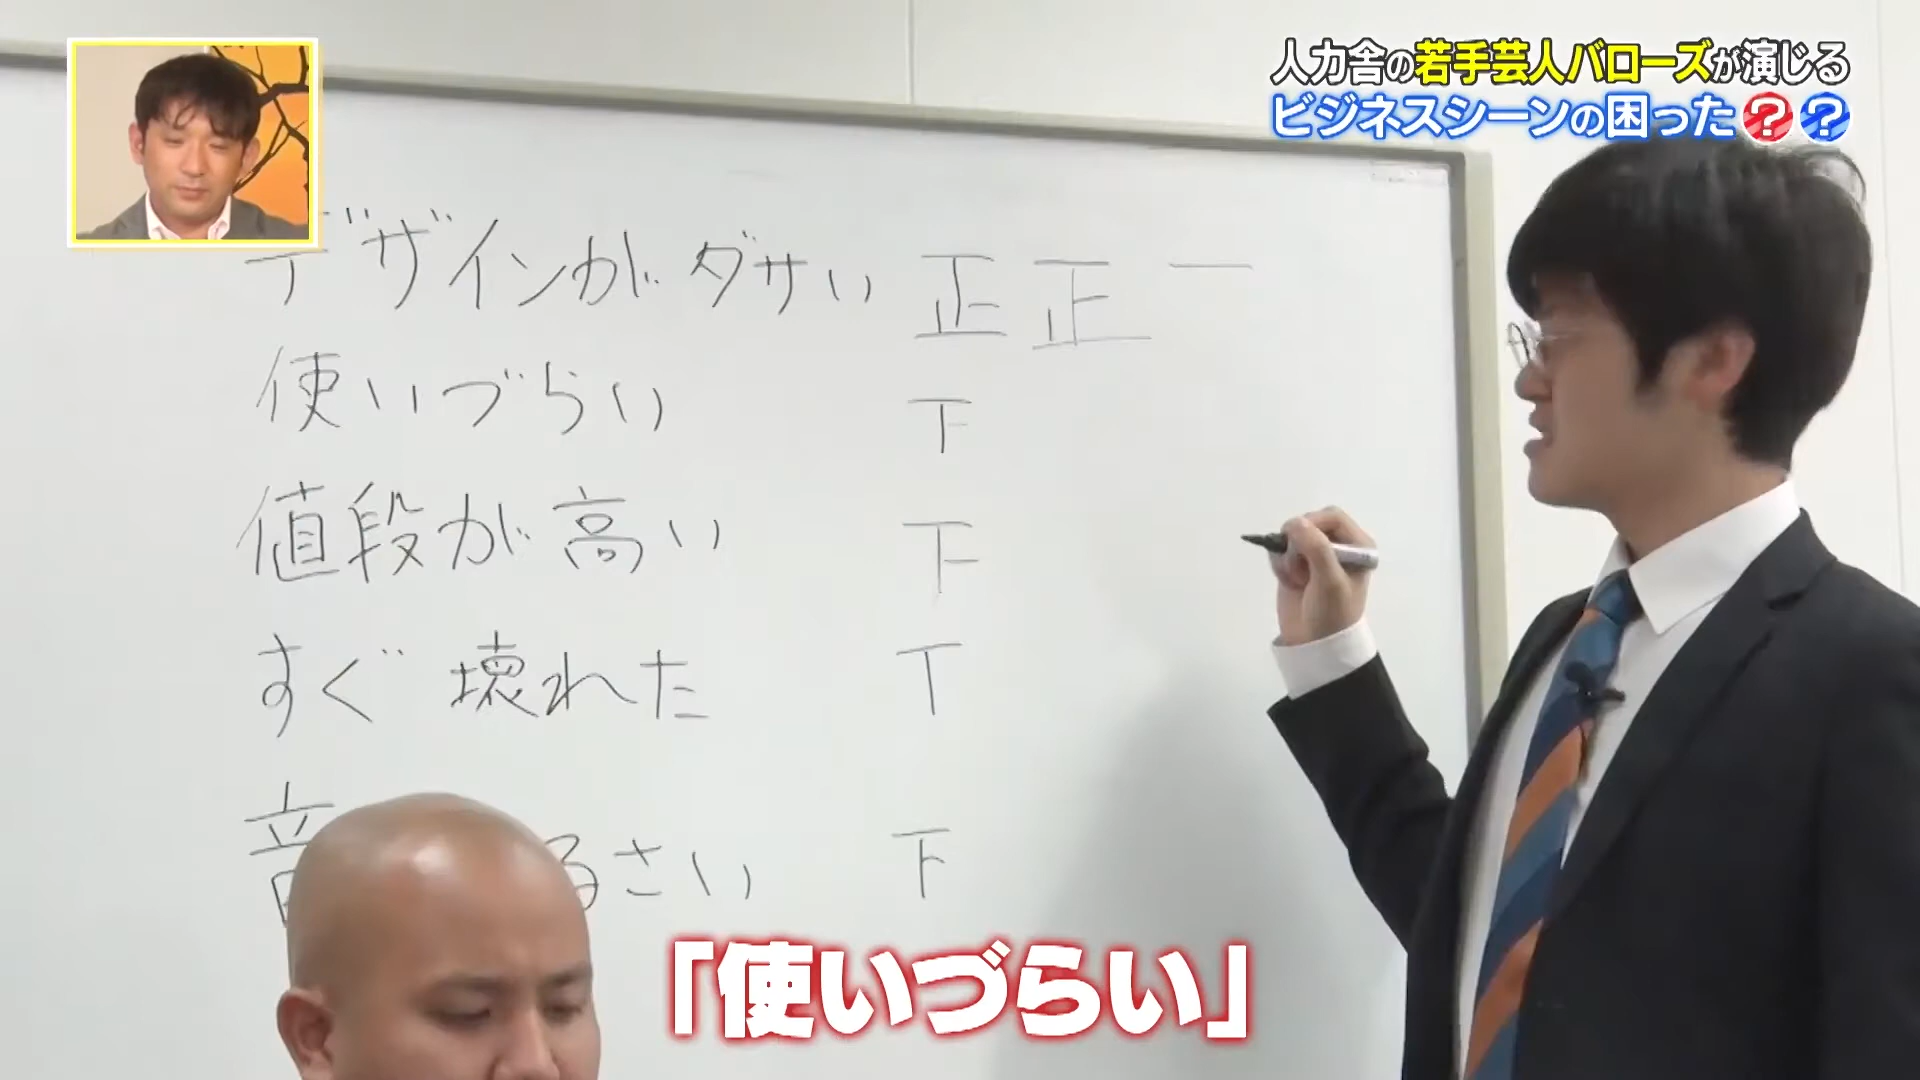 人力舎の若手芸人バローズが演じる
ビジネスシーンの困った??
デザインがダサい 正正一
使いづらい 下
値段が高い 下
すぐ壊れた T
音 るさい 下
「使いづらい」